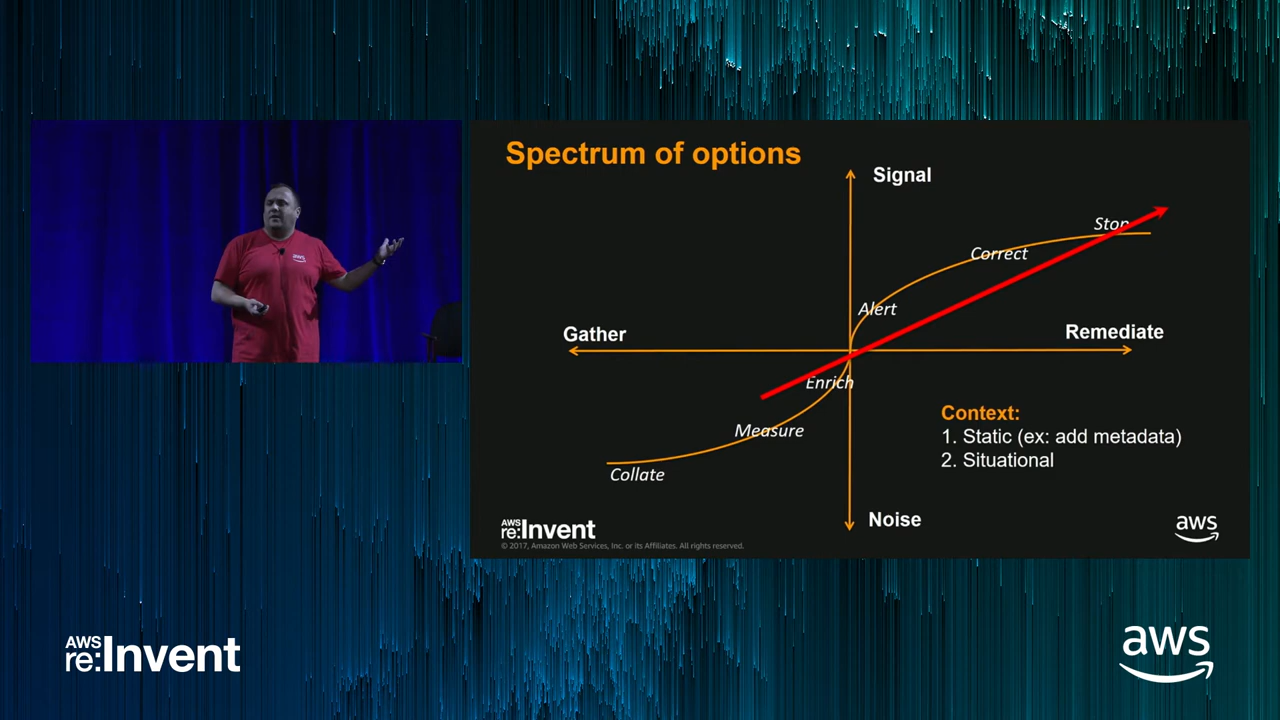 Spectrum of options
Signal
Stop
Correct
Alert
Gather
Remediate
Enrich
Context:
Measure
1. Static (ex: add metadata)
2. Situational
Collate
Noise
AWS
re:Invent
aws
© 2017, Amazon Web Services, Inc. or its Affiliates. All rights reserved.
aws
AWS
re:Invent
aws